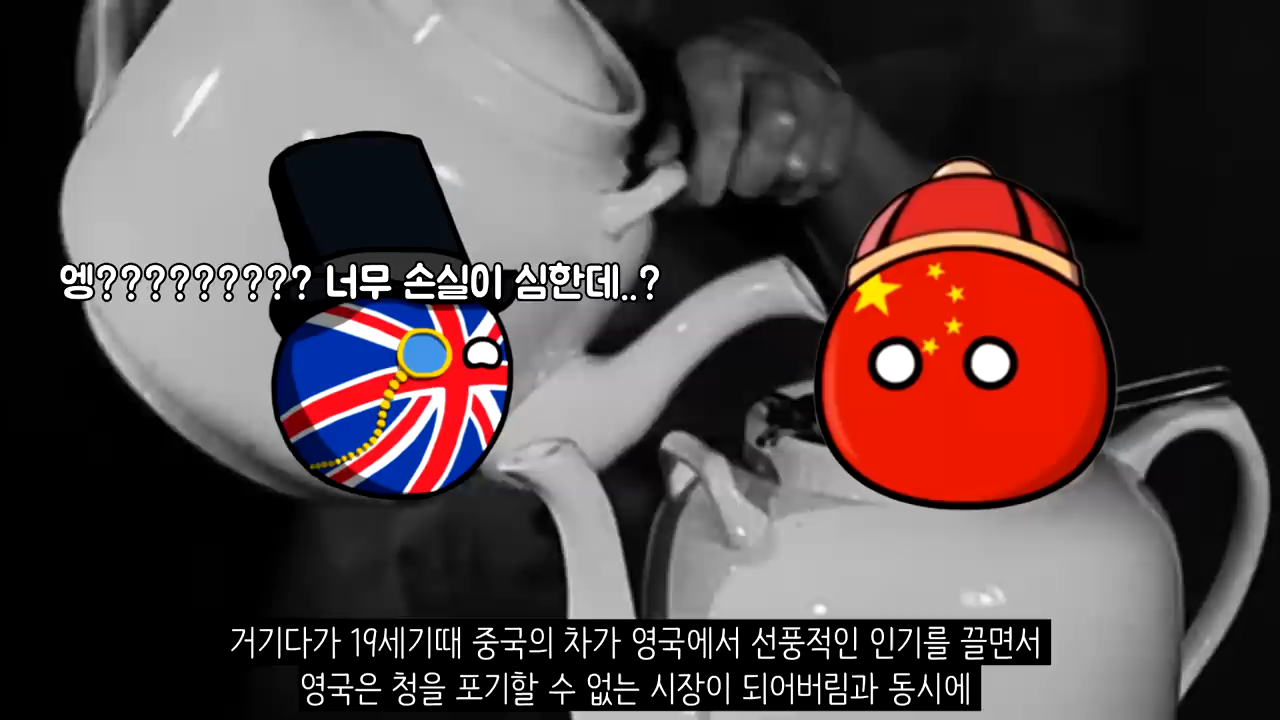 엥????????? 너무 손실이 심한데..?
거기다가 19세기때 중국의 차가 영국에서 선풍적인 인기를 끌면서
영국은 청을 포기할 수 없는 시장이 되어버림과 동시에